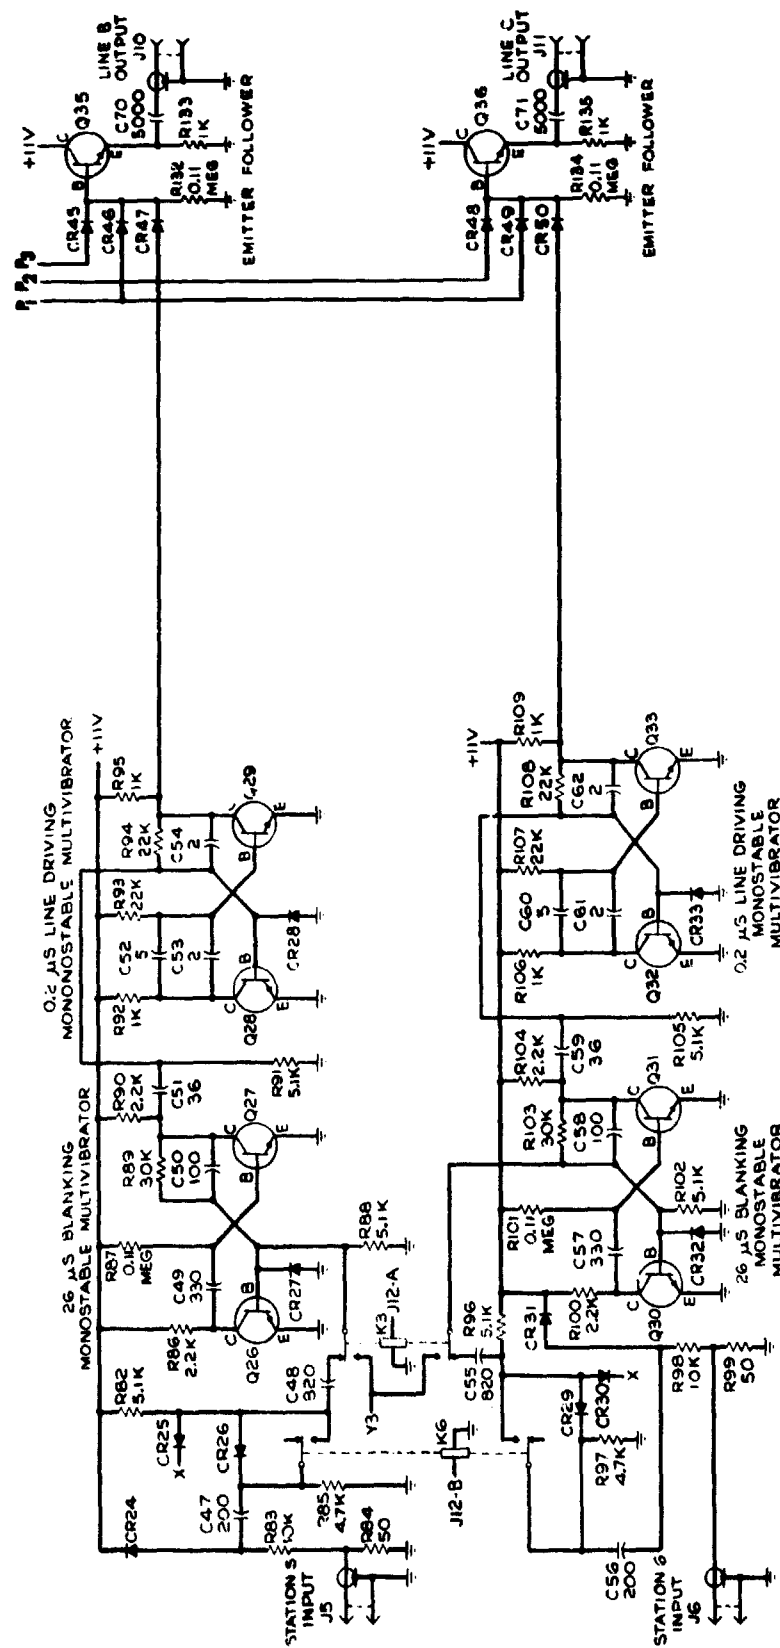 26 μS BLANKING
MONOSTABLE MULTIVIBRATOR
0.2 μS LINE DRIVING
MONOSTABLE MULTIVIBRATOR
+11V
P1
P2
P3
+11V
CR24
R82
5.1K
CR25
X
CR26
C47
200
R83
10K
R85
4.7K
R84
50
STATION 5
INPUT
J5
R86
2.2K
C49
330
R87
0.11
MEG
R89
30K
C50
100
R90
2.2K
C51
36
R91
5.1K
C
B
E
Q26
CR27
B
C
E
Q27
R88
5.1K
C48
820
R92
1K
C52
5
C53
2
R93
22K
R94
22K
C54
2
R95
1K
C
B
E
Q28
CR28
B
C
E
Q29
CR45
CR46
CR47
B
C
E
Q35
R132
0.11
MEG
C70
5000
R133
1K
LINE B
OUTPUT
J10
EMITTER FOLLOWER
J12-B
K6
Y3
K3
J12-A
C55
820
R96
5.1K
CR29
CR30
X
R97
4.7K
C56
200
STATION 6
INPUT
J6
R98
10K
R99
50
CR31
R100
2.2K
C57
330
R101
0.11
MEG
R103
30K
C58
100
R104
2.2K
C59
36
R105
5.1K
C
B
E
Q30
CR32
R102
5.1K
B
C
E
Q31
26 μS BLANKING
MONOSTABLE
MULTIVIBRATOR
+11V
R106
1K
C60
5
C61
2
R107
22K
R108
22K
C62
2
R109
1K
C
B
E
Q32
CR33
B
C
E
Q33
0.2 μS LINE DRIVING
MONOSTABLE
MULTIVIBRATOR
+11V
CR48
CR49
CR50
B
C
E
Q36
R134
0.11
MEG
C71
5000
R135
1K
LINE C
OUTPUT
J11
EMITTER FOLLOWER